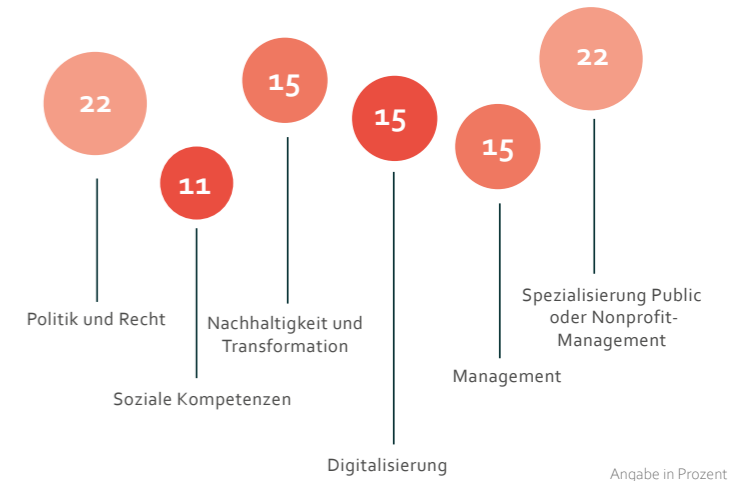 22
11
15
15
15
22
Politik und Recht
Soziale Kompetenzen
Nachhaltigkeit und
Transformation
Digitalisierung
Management
Spezialisierung Public
oder Nonprofit-
Management
Angabe in Prozent